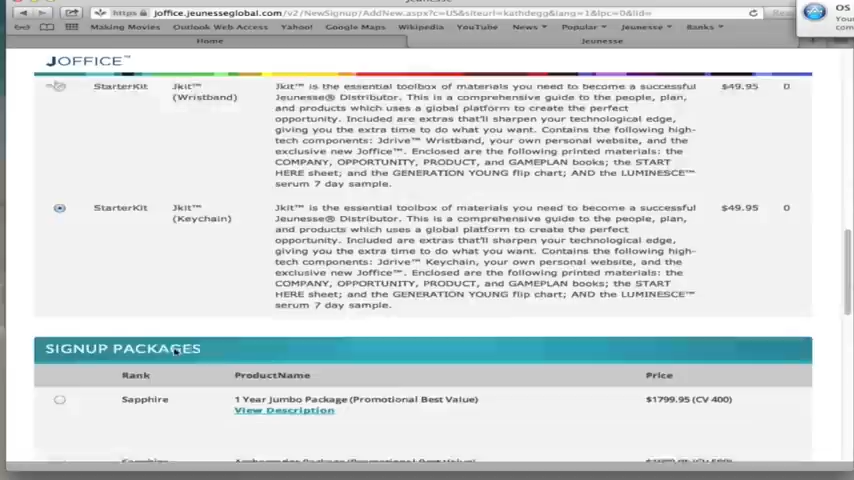 Jeunesse
https joffice.jeunesseglobal.com/v2/NewSignup/AddNew.aspx?c=US&siteurl=kathdegg&lang=1&lpc=0&lid=
OS
Making Movies Outlook Web Access Yahoo! Google Maps Wikipedia YouTube News Popular Jeunesse Banks
Home Jeunesse
JOFFICE™
StarterKit Jkit™ (Wristband) $49.95 0
Jkit™ is the essential toolbox of materials you need to become a successful
Jeunesse® Distributor. This is a comprehensive guide to the people, plan,
and products which uses a global platform to create the perfect
opportunity. Included are extras that'll sharpen your technological edge,
giving you the extra time to do what you want. Contains the following high-
tech components: Jdrive™ Wristband, your own personal website, and the
exclusive new Joffice™. Enclosed are the following printed materials: the
COMPANY, OPPORTUNITY, PRODUCT, and GAMEPLAN books; the START
HERE sheet; and the GENERATION YOUNG flip chart; AND the LUMINESCE™
serum 7 day sample.
StarterKit Jkit™ (Keychain) $49.95 0
Jkit™ is the essential toolbox of materials you need to become a successful
Jeunesse® Distributor. This is a comprehensive guide to the people, plan,
and products which uses a global platform to create the perfect
opportunity. Included are extras that'll sharpen your technological edge,
giving you the extra time to do what you want. Contains the following high-
tech components: Jdrive™ Keychain, your own personal website, and the
exclusive new Joffice™. Enclosed are the following printed materials: the
COMPANY, OPPORTUNITY, PRODUCT, and GAMEPLAN books; the START
HERE sheet; and the GENERATION YOUNG flip chart; AND the LUMINESCE™
serum 7 day sample.
SIGNUP PACKAGES
Rank ProductName Price
Sapphire 1 Year Jumbo Package (Promotional Best Value) $1799.95 (CV 400)
View Description